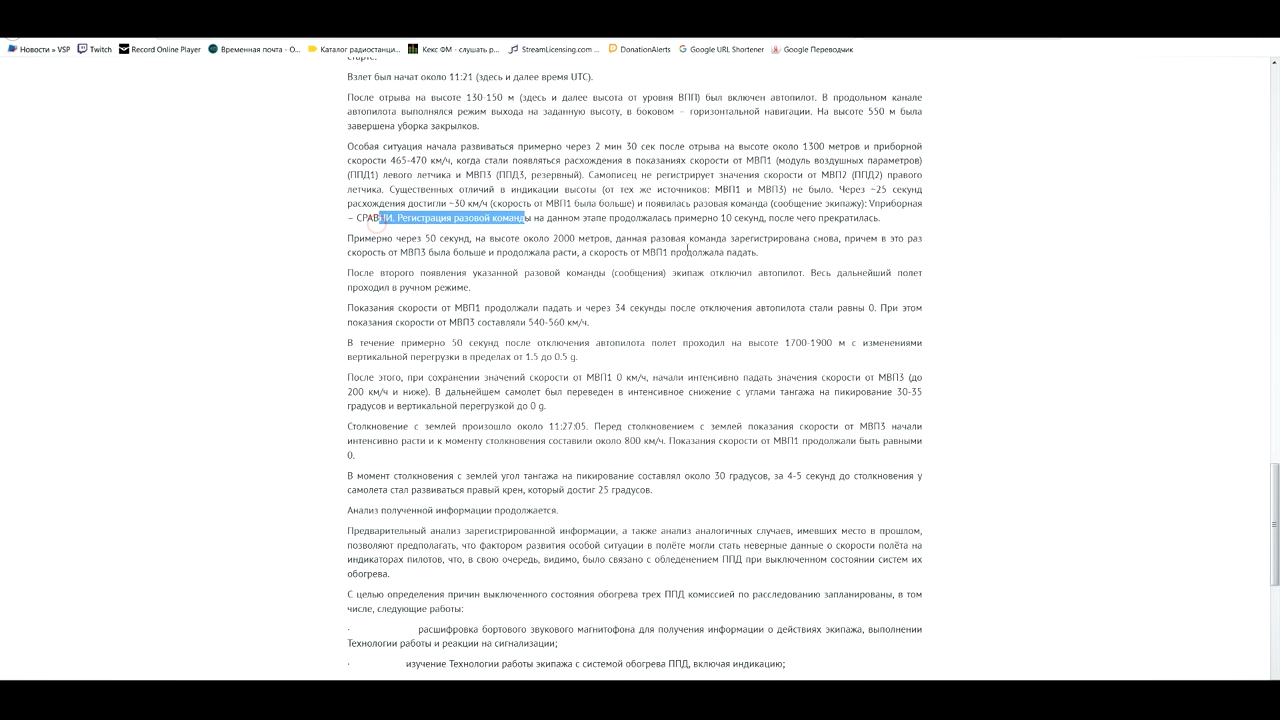 Новости » VSP Twitch Record Online Player Временная почта - О... Каталог радиостанци... Кекс ФМ - слушать р... StreamLicensing.com ... DonationAlerts Google URL Shortener Google Переводчик
старте.
Взлет был начат около 11:21 (здесь и далее время UTC).
После отрыва на высоте 130-150 м (здесь и далее высота от уровня ВПП) был включен автопилот. В продольном канале
автопилота выполнялся режим выхода на заданную высоту, в боковом – горизонтальной навигации. На высоте 550 м была
завершена уборка закрылков.
Особая ситуация начала развиваться примерно через 2 мин 30 сек после отрыва на высоте около 1300 метров и приборной
скорости 465-470 км/ч, когда стали появляться расхождения в показаниях скорости от МВП1 (модуль воздушных параметров)
(ППД1) левого летчика и МВП3 (ППД3, резервный). Самописец не регистрирует значения скорости от МВП2 (ППД2) правого
летчика. Существенных отличий в индикации высоты (от тех же источников: МВП1 и МВП3) не было. Через ~25 секунд
расхождения достигли ~30 км/ч (скорость от МВП1 была больше) и появилась разовая команда (сообщение экипажу): Vприборная
– СРАВНИ. Регистрация разовой команды на данном этапе продолжалась примерно 10 секунд, после чего прекратилась.
Примерно через 50 секунд, на высоте около 2000 метров, данная разовая команда зарегистрирована снова, причем в это раз
скорость от МВП3 была больше и продолжала расти, а скорость от МВП1 продолжала падать.
После второго появления указанной разовой команды (сообщения) экипаж отключил автопилот. Весь дальнейший полет
проходил в ручном режиме.
Показания скорости от МВП1 продолжали падать и через 34 секунды после отключения автопилота стали равны 0. При этом
показания скорости от МВП3 составляли 540-560 км/ч.
В течение примерно 50 секунд после отключения автопилота полет проходил на высоте 1700-1900 м с изменениями
вертикальной перегрузки в пределах от 1.5 до 0.5 g.
После этого, при сохранении значений скорости от МВП1 0 км/ч, начали интенсивно падать значения скорости от МВП3 (до
200 км/ч и ниже). В дальнейшем самолет был переведен в интенсивное снижение с углами тангажа на пикирование 30-35
градусов и вертикальной перегрузкой до 0 g.
Столкновение с землей произошло около 11:27:05. Перед столкновением с землей показания скорости от МВП3 начали
интенсивно расти и к моменту столкновения составили около 800 км/ч. Показания скорости от МВП1 продолжали быть равными
0.
В момент столкновения с землей угол тангажа на пикирование составлял около 30 градусов, за 4-5 секунд до столкновения у
самолета стал развиваться правый крен, который достиг 25 градусов.
Анализ полученной информации продолжается.
Предварительный анализ зарегистрированной информации, а также анализ аналогичных случаев, имевших место в прошлом,
позволяют предполагать, что фактором развития особой ситуации в полёте могли стать неверные данные о скорости полёта на
индикаторах пилотов, что, в свою очередь, видимо, было связано с обледенением ППД при выключенном состоянии систем их
обогрева.
С целью определения причин выключенного состояния обогрева трех ППД комиссией по расследованию запланированы, в том
числе, следующие работы:
· расшифровка бортового звукового магнитофона для получения информации о действиях экипажа, выполнении
Технологии работы и реакции на сигнализации;
· изучение Технологии работы экипажа с системой обогрева ППД, включая индикацию;